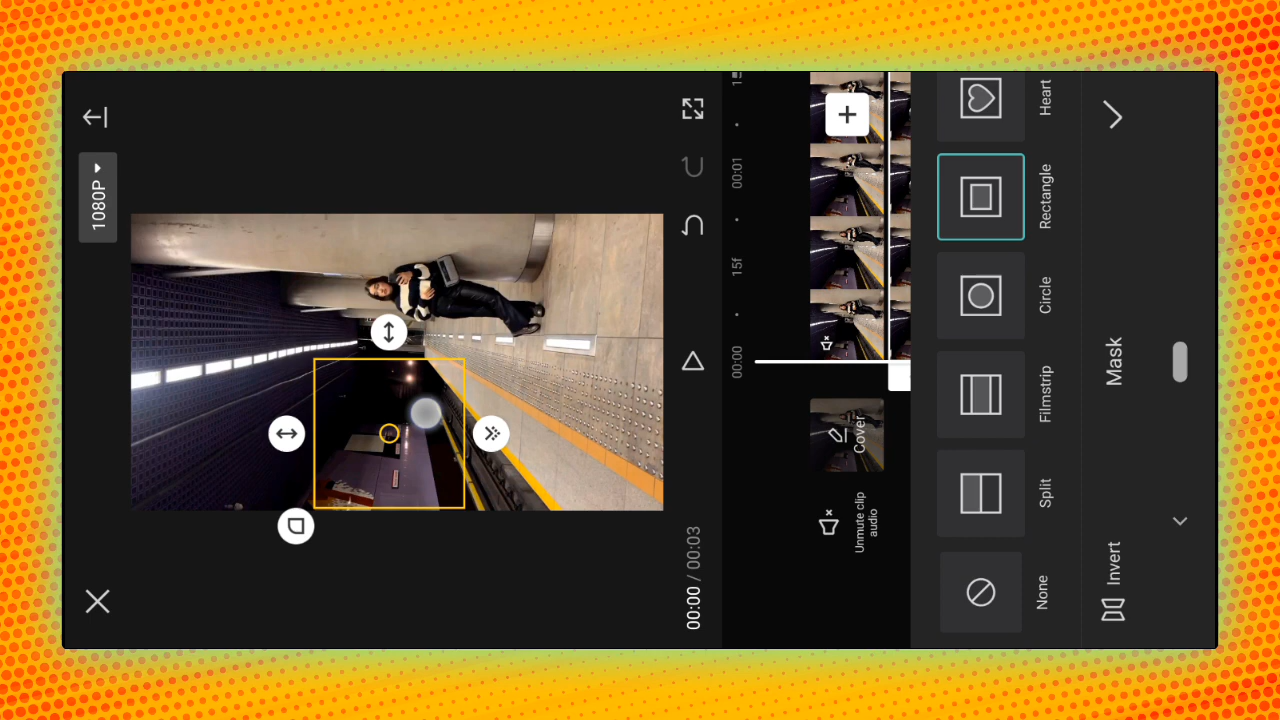 1080P
00:00 / 00:03
00:00 · 15f · 00:01 ·
Cover
Unmute clip
audio
None Split Filmstrip Circle Rectangle Heart
Invert Mask